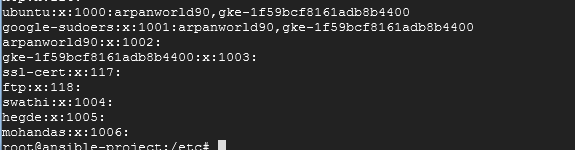 ubuntu:x:1000:arpanworld90,gke-1f59bcf8161adb8b4400
google-sudoers:x:1001:arpanworld90,gke-1f59bcf8161adb8b4400
arpanworld90:x:1002:
gke-1f59bcf8161adb8b4400:x:1003:
ssl-cert:x:117:
ftp:x:118:
swathi:x:1004:
hegde:x:1005:
mohandas:x:1006:
root@ansible-project:/etc#